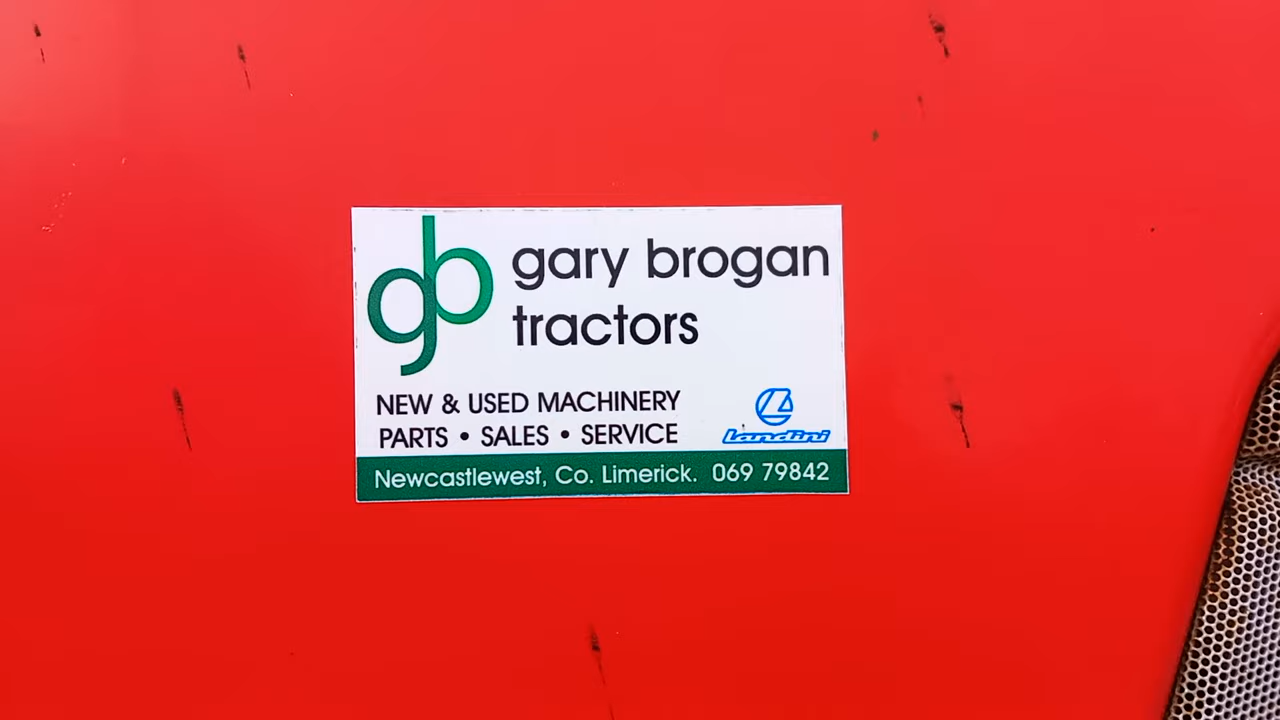 gb
gary brogan
tractors
NEW & USED MACHINERY
PARTS • SALES • SERVICE
Landini
Newcastlewest, Co. Limerick. 069 79842